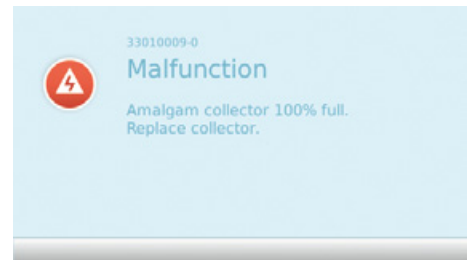 33010009-0
Malfunction
Amalgam collector 100% full.
Replace collector.